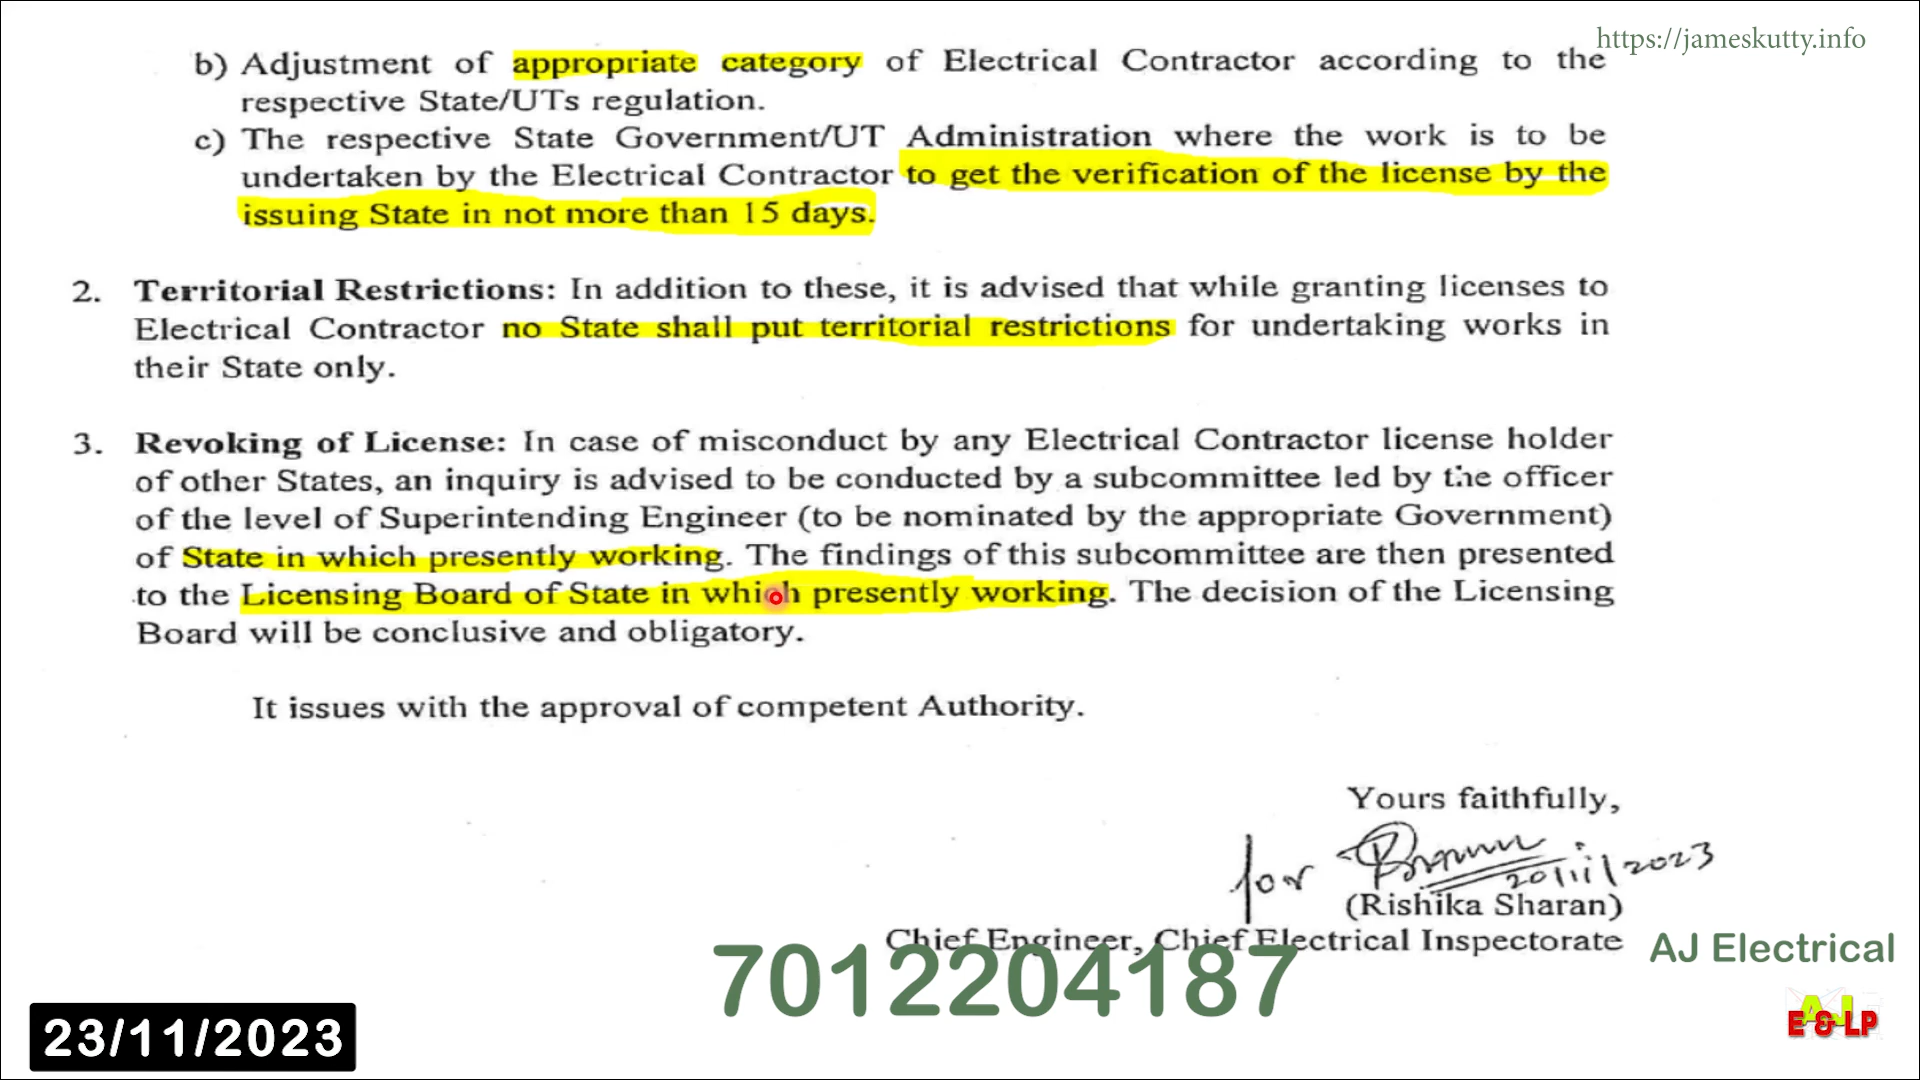 https://jameskutty.info
b) Adjustment of appropriate category of Electrical Contractor according to the
respective State/UTs regulation.
c) The respective State Government/UT Administration where the work is to be
undertaken by the Electrical Contractor to get the verification of the license by the
issuing State in not more than 15 days.
2. Territorial Restrictions: In addition to these, it is advised that while granting licenses to
Electrical Contractor no State shall put territorial restrictions for undertaking works in
their State only.
3. Revoking of License: In case of misconduct by any Electrical Contractor license holder
of other States, an inquiry is advised to be conducted by a subcommittee led by the officer
of the level of Superintending Engineer (to be nominated by the appropriate Government)
of State in which presently working. The findings of this subcommittee are then presented
to the Licensing Board of State in which presently working. The decision of the Licensing
Board will be conclusive and obligatory.
It issues with the approval of competent Authority.
Yours faithfully,
for
20/11/2023
(Rishika Sharan)
Chief Engineer, Chief Electrical Inspectorate
AJ Electrical
7012204187
23/11/2023
AJ
E & LP